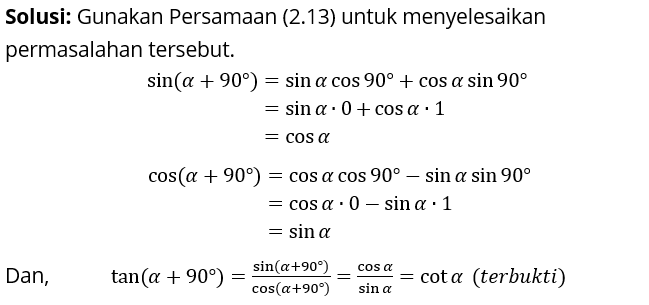 Solusi: Gunakan Persamaan (2.13) untuk menyelesaikan
permasalahan tersebut.
sin(α + 90°) = sin α cos 90° + cos α sin 90°
= sin α · 0 + cos α · 1
= cos α
cos(α + 90°) = cos α cos 90° − sin α sin 90°
= cos α · 0 − sin α · 1
= sin α
Dan, tan(α + 90°) = sin(α+90°)/cos(α+90°) = cos α/sin α = cot α (terbukti)